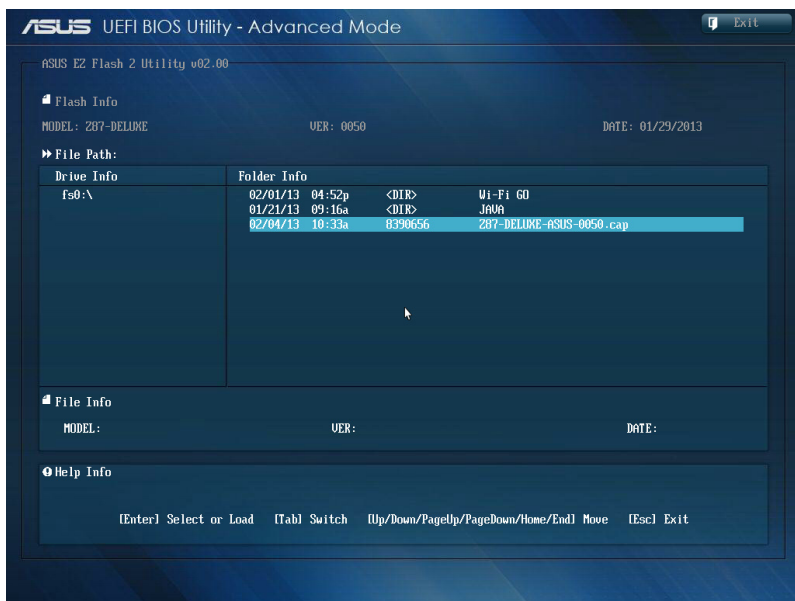 ASUS UEFI BIOS Utility - Advanced Mode
Exit
ASUS EZ Flash 2 Utility v02.00
Flash Info
MODEL: Z87-DELUXE VER: 0050 DATE: 01/29/2013
File Path:
Drive Info Folder Info
fs0:\ 02/01/13 04:52p <DIR> Wi-Fi GO
01/21/13 09:16a <DIR> JAVA
02/04/13 10:33a 8390656 Z87-DELUXE-ASUS-0050.cap
File Info
MODEL: VER: DATE:
Help Info
[Enter] Select or Load [Tab] Switch [Up/Down/PageUp/PageDown/Home/End] Move [Esc] Exit